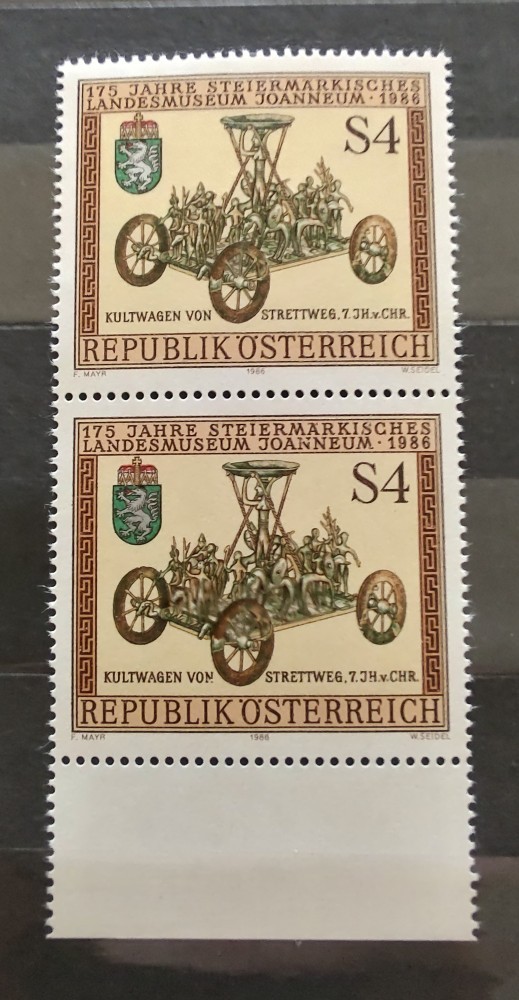 175 JAHRE STEIERMÄRKISCHES
LANDESMUSEUM JOANNEUM · 1986
S4
KULTWAGEN VON STRETTWEG, 7. JH. v. CHR.
REPUBLIK ÖSTERREICH
F. MAYR 1986 W. SEIDEL
175 JAHRE STEIERMÄRKISCHES
LANDESMUSEUM JOANNEUM · 1986
S4
KULTWAGEN VON STRETTWEG, 7. JH. v. CHR.
REPUBLIK ÖSTERREICH
F. MAYR 1986 W. SEIDEL